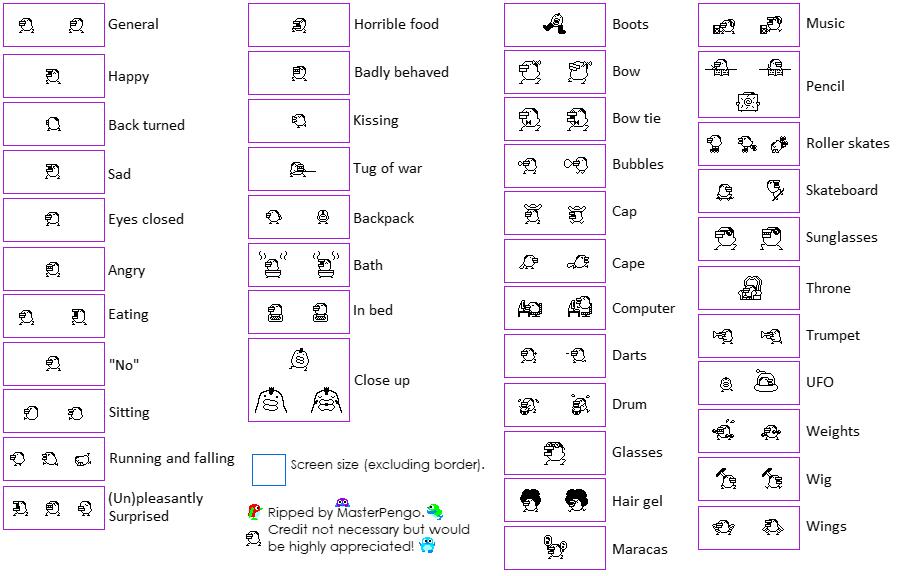 General
Happy
Back turned
Sad
Eyes closed
Angry
Eating
"No"
Sitting
Running and falling
(Un)pleasantly
Surprised
Horrible food
Badly behaved
Kissing
Tug of war
Backpack
Bath
In bed
Close up
Screen size (excluding border).
Ripped by MasterPengo.
Credit not necessary but would
be highly appreciated!
Boots
Bow
Bow tie
Bubbles
Cap
Cape
Computer
Darts
Drum
Glasses
Hair gel
Maracas
Music
Pencil
Roller skates
Skateboard
Sunglasses
Throne
Trumpet
UFO
Weights
Wig
Wings